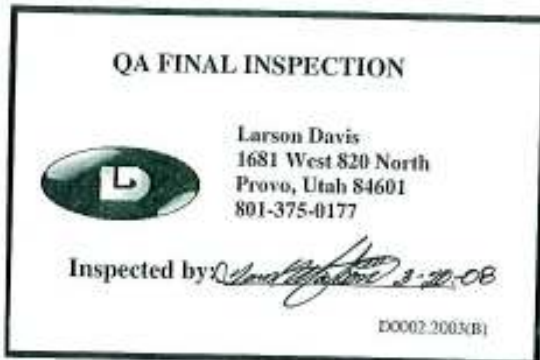 QA FINAL INSPECTION
LD
Larson Davis
1681 West 820 North
Provo, Utah 84601
801-375-0177
Inspected by: 3-20-08
D0002.2003(B)